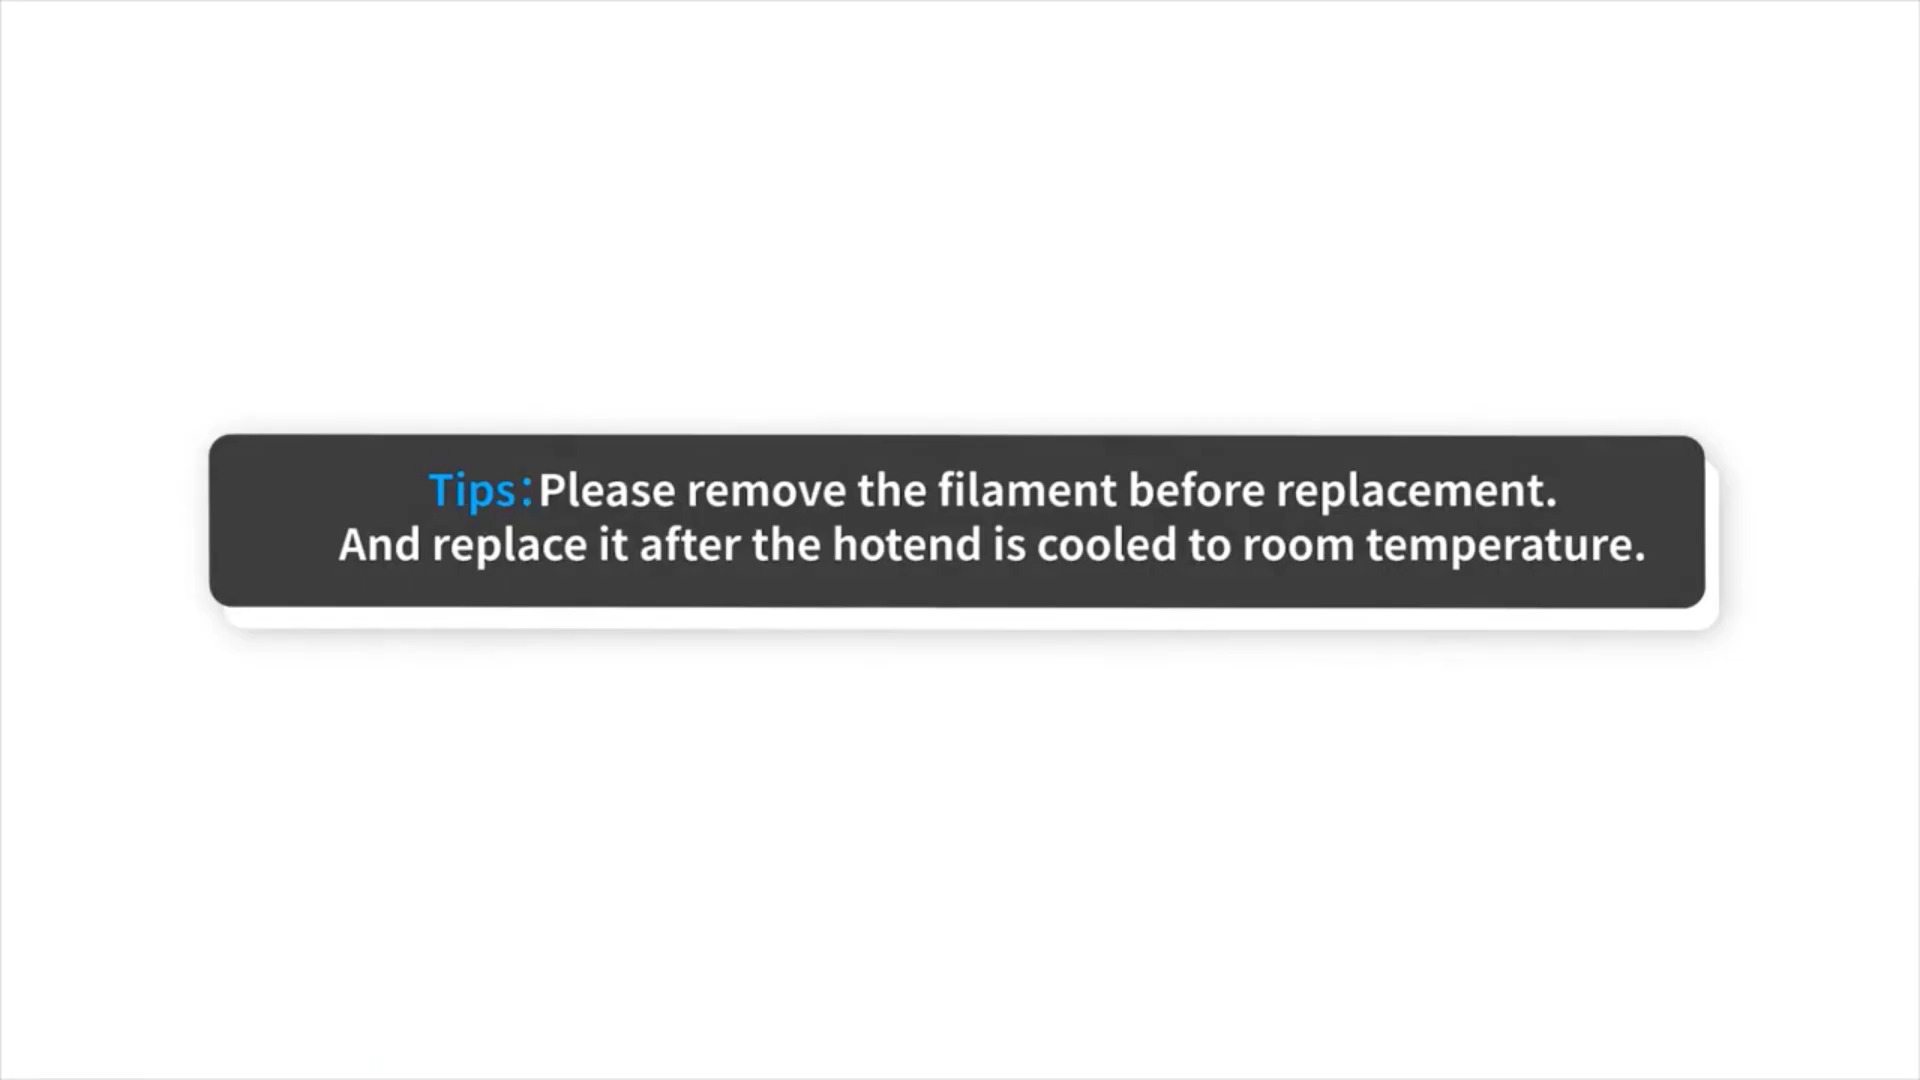 Tips:Please remove the filament before replacement.
And replace it after the hotend is cooled to room temperature.